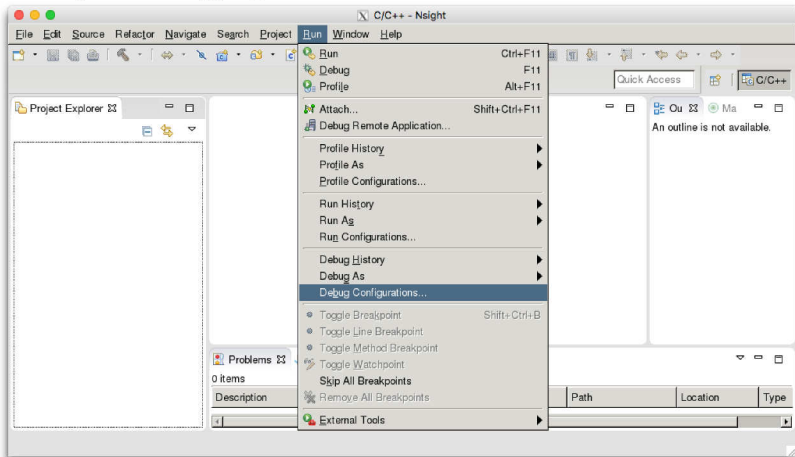 C/C++ - Nsight
File Edit Source Refactor Navigate Search Project Run Window Help
Quick Access
C/C++
Project Explorer
Run Ctrl+F11
Debug F11
Profile Alt+F11
Attach... Shift+Ctrl+F11
Debug Remote Application...
Profile History
Profile As
Profile Configurations...
Run History
Run As
Run Configurations...
Debug History
Debug As
Debug Configurations...
Toggle Breakpoint Shift+Ctrl+B
Toggle Line Breakpoint
Toggle Method Breakpoint
Toggle Watchpoint
Skip All Breakpoints
Remove All Breakpoints
External Tools
Ou Ma
An outline is not available.
Problems
0 items
Description Path Location Type